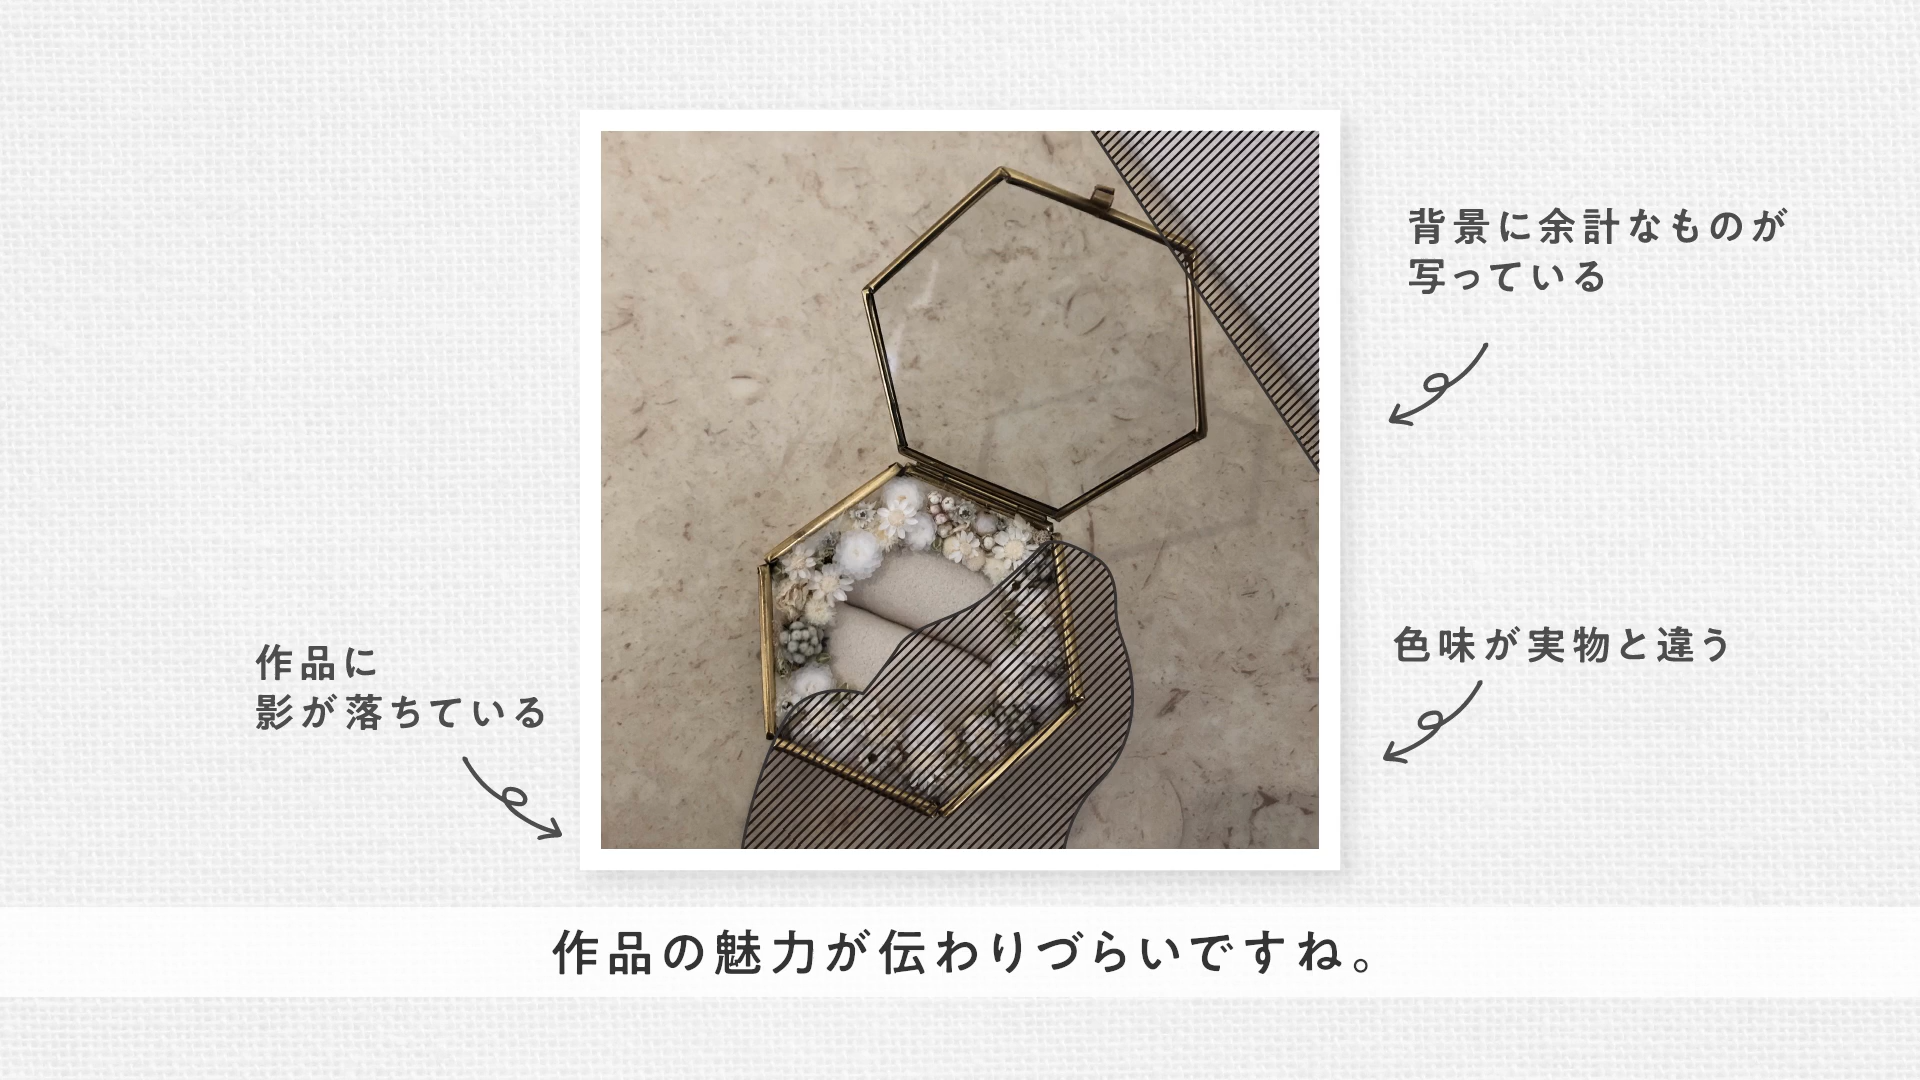 背景に余計なものが
写っている
作品に
影が落ちている
色味が実物と違う
作品の魅力が伝わりづらいですね。